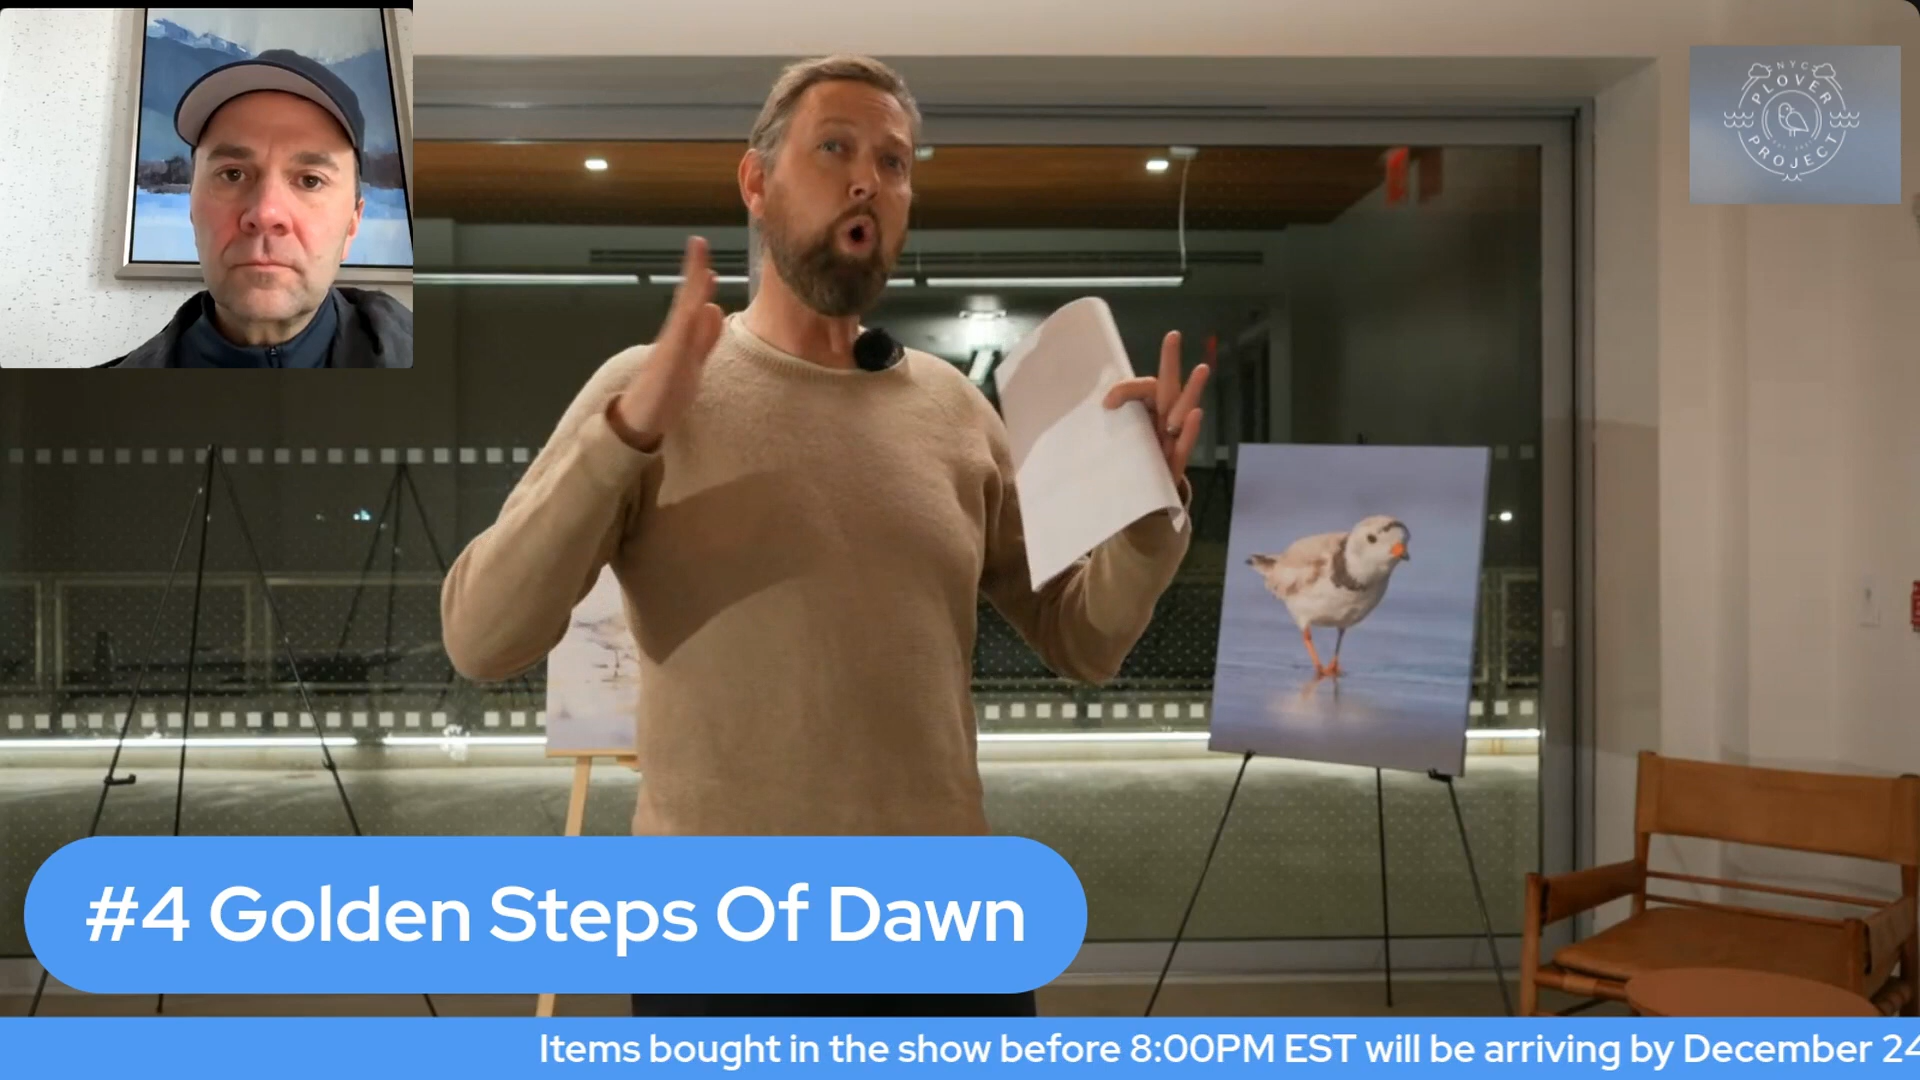 NYC
PLOVER
PROJECT
#4 Golden Steps Of Dawn
Items bought in the show before 8:00PM EST will be arriving by December 24